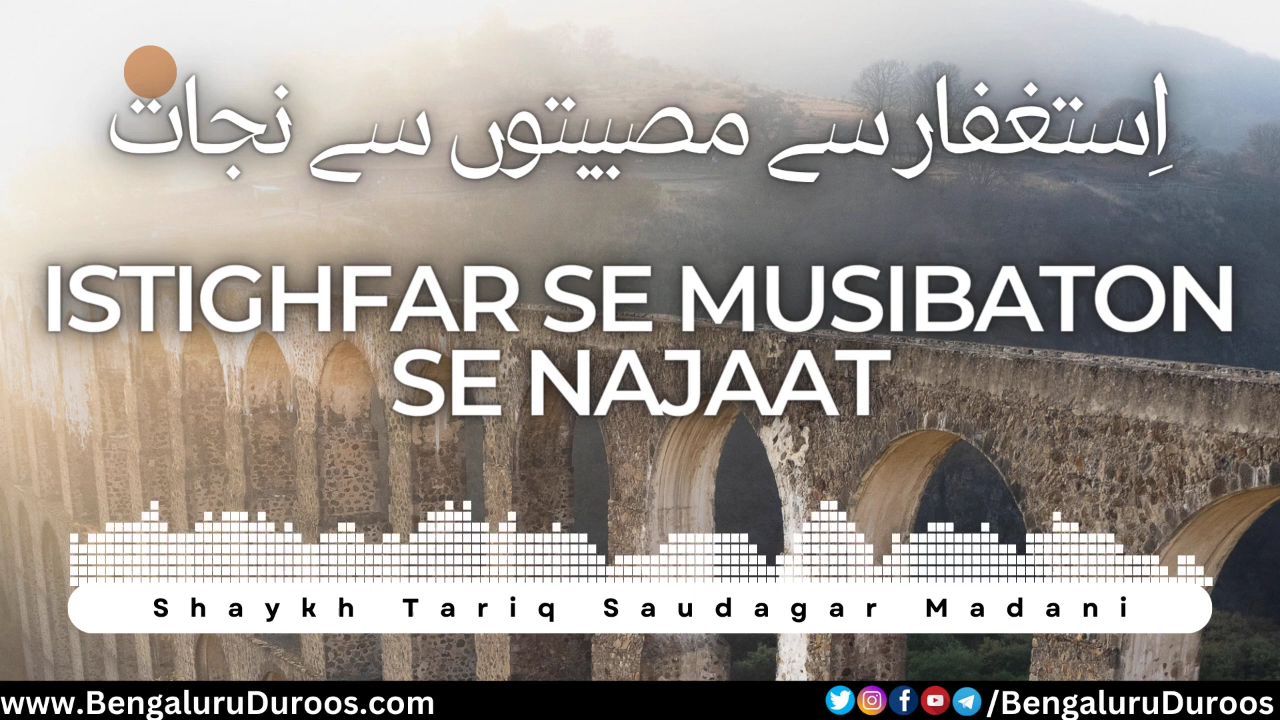 اِستغفار سے مصیبتوں سے نجات
ISTIGHFAR SE MUSIBATON
SE NAJAAT
Shaykh Tariq Saudagar Madani
www.BengaluruDuroos.com
/BengaluruDuroos